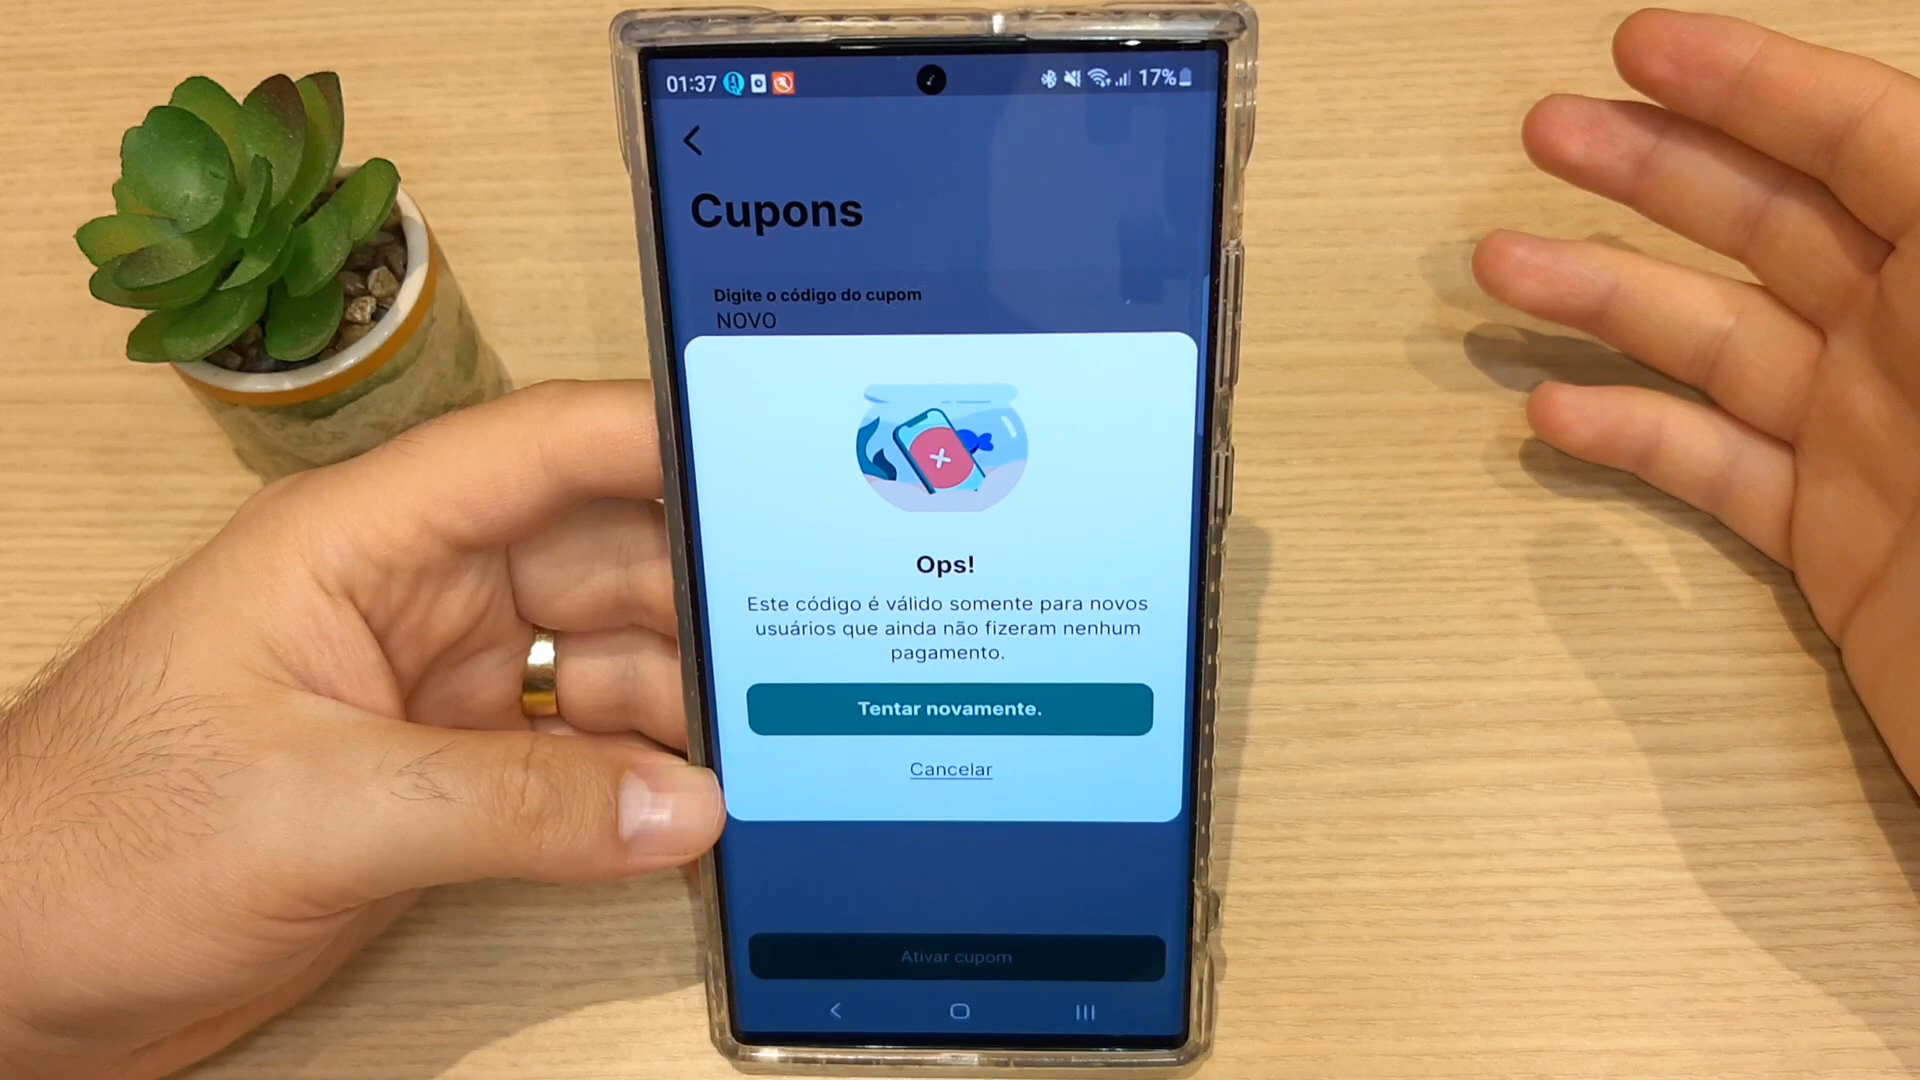 01:37
17%
Cupons
Digite o código do cupom
NOVO
Ops!
Este código é válido somente para novos
usuários que ainda não fizeram nenhum
pagamento.
Tentar novamente.
Cancelar
Ativar cupom